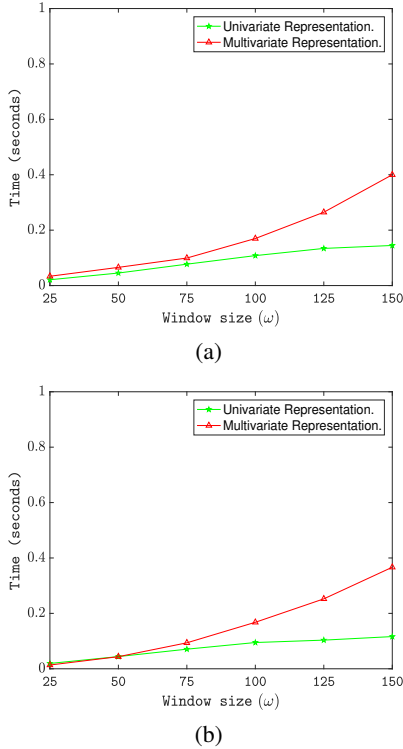 1
Univariate Representation.
Multivariate Representation.
0.8
0.6
0.4
0.2
0
Time (seconds)
25 50 75 100 125 150
Window size (ω)
(a)
1
Univariate Representation.
Multivariate Representation.
0.8
0.6
0.4
0.2
0
Time (seconds)
25 50 75 100 125 150
Window size (ω)
(b)